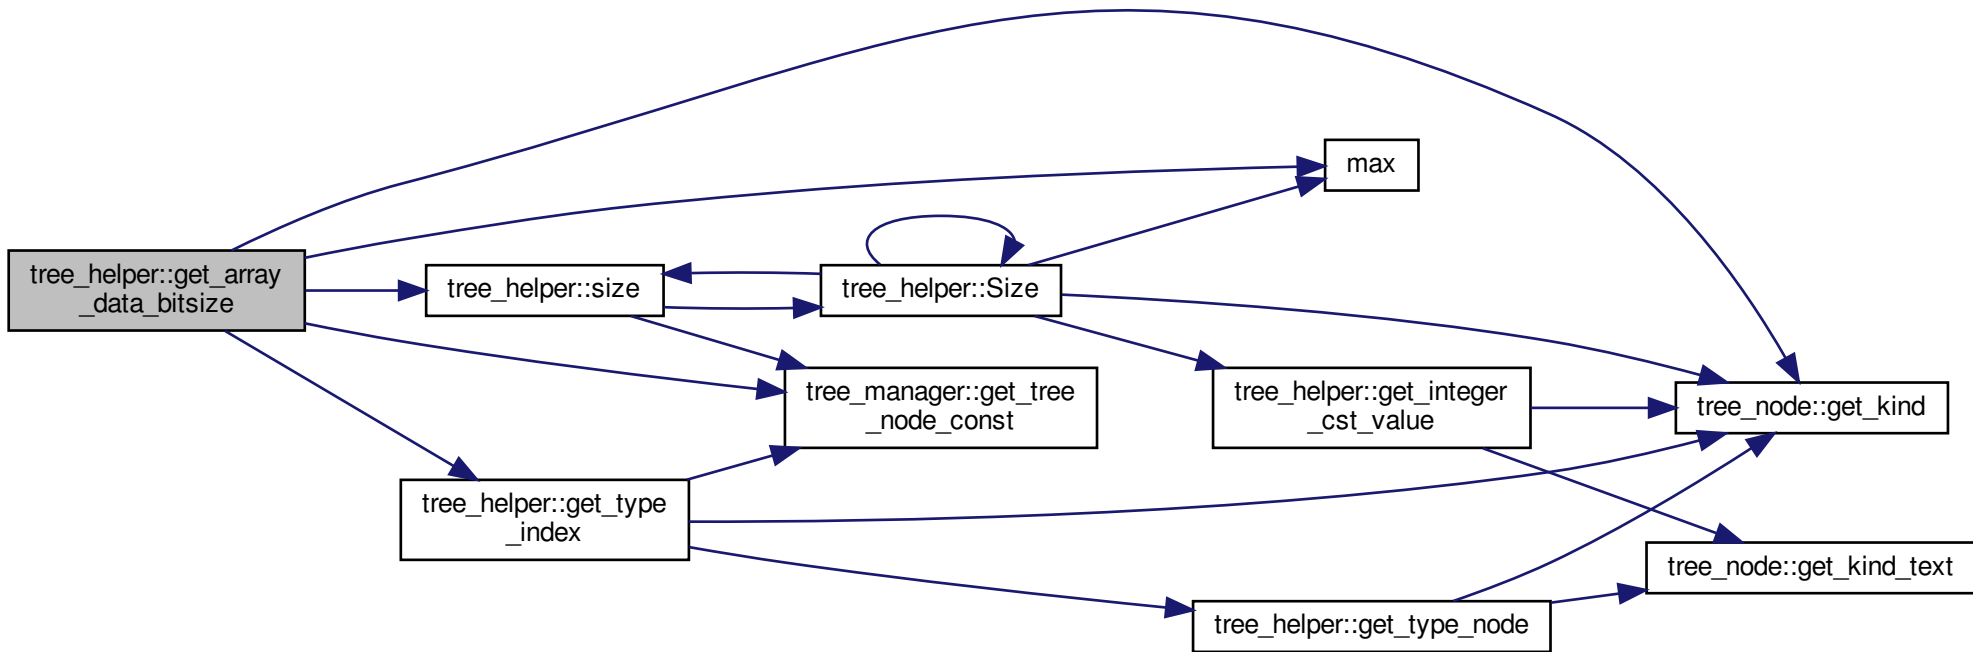 tree_helper::get_array
_data_bitsize
tree_helper::size
tree_helper::Size
max
tree_manager::get_tree
_node_const
tree_helper::get_integer
_cst_value
tree_node::get_kind
tree_helper::get_type
_index
tree_helper::get_type_node
tree_node::get_kind_text